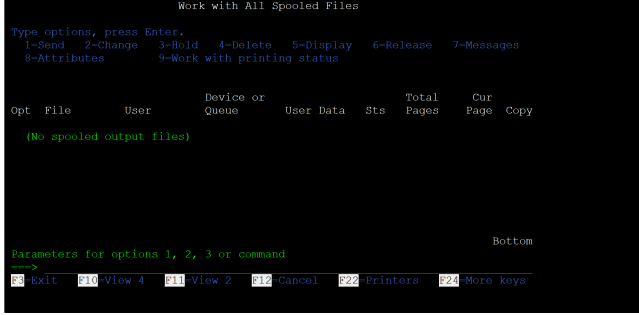 Work with All Spooled Files
Type options, press Enter.
1=Send 2=Change 3=Hold 4=Delete 5=Display 6=Release 7=Messages
8=Attributes 9=Work with printing status
Device or Total Cur
Opt File User Queue User Data Sts Pages Page Copy
(No spooled output files)
Bottom
Parameters for options 1, 2, 3 or command
===>
F3=Exit F10=View 4 F11=View 2 F12=Cancel F22=Printers F24=More keys